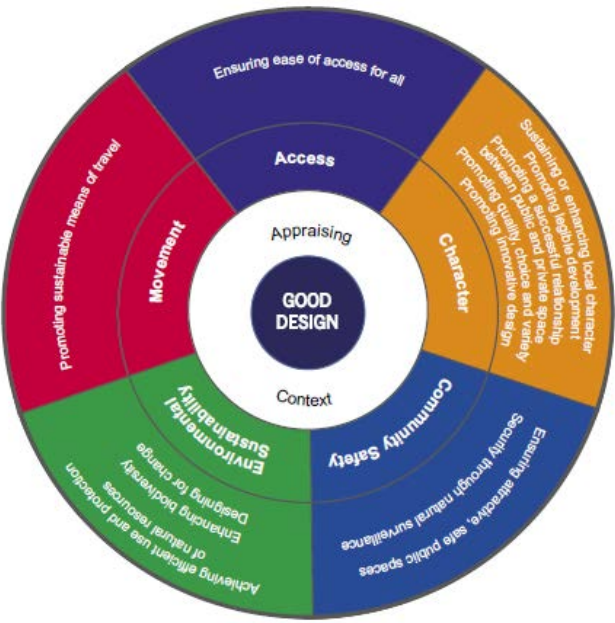 Ensuring ease of access for all
Access
Sustaining or enhancing local character
Promoting legible development
Promoting a successful relationship
between public and private space
Promoting quality, choice and variety
Promoting innovative design
Character
Community Safety
Ensuring attractive, safe public spaces
Security through natural surveillance
Environmental
Sustainability
Achieving efficient use and protection
of natural resources
Enhancing biodiversity
Designing for change
Movement
Promoting sustainable means of travel
Appraising
GOOD
DESIGN
Context